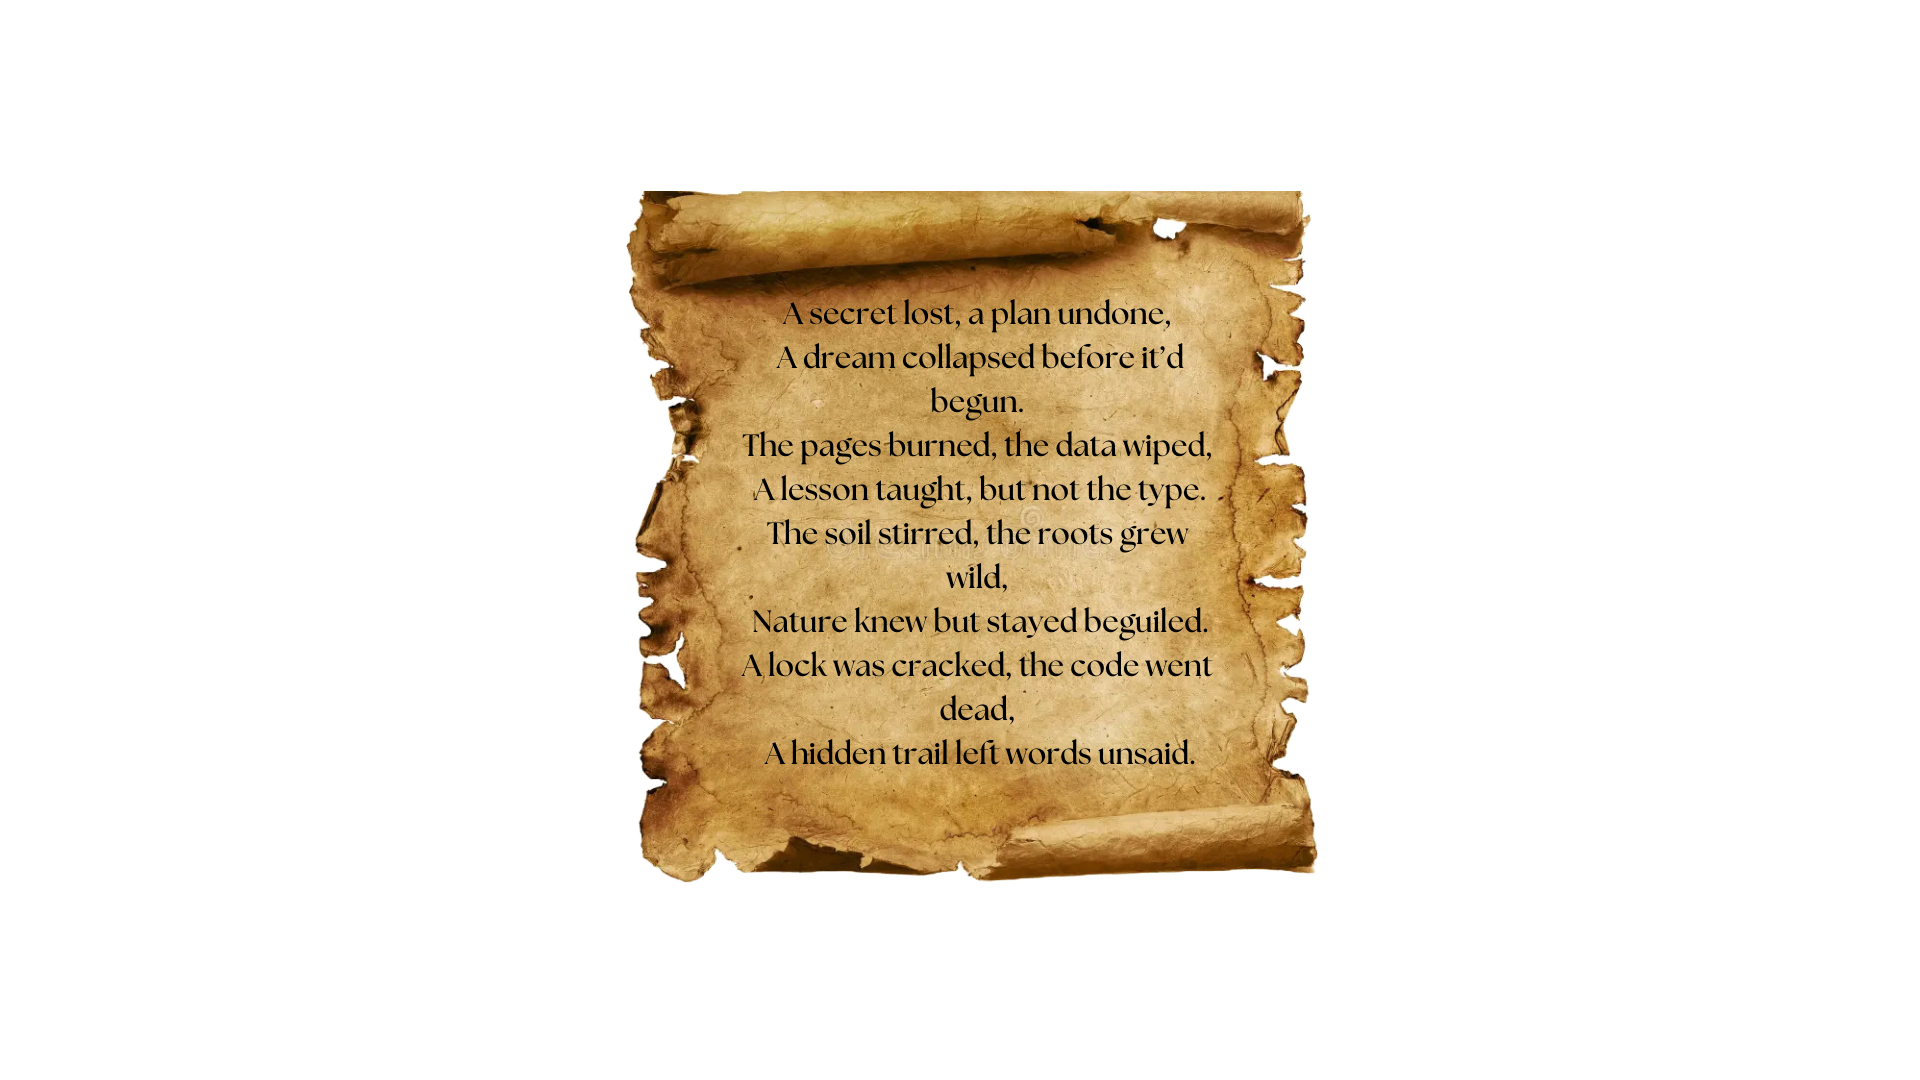 A secret lost, a plan undone,
A dream collapsed before it’d
begun.
The pages burned, the data wiped,
A lesson taught, but not the type.
The soil stirred, the roots grew
wild,
Nature knew but stayed beguiled.
A lock was cracked, the code went
dead,
A hidden trail left words unsaid.